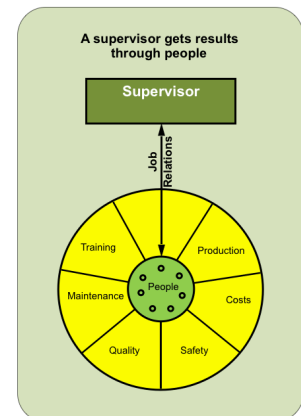 A supervisor gets results
through people
Supervisor
Job
Relations
Training
Production
People
Maintenance
Costs
Quality
Safety